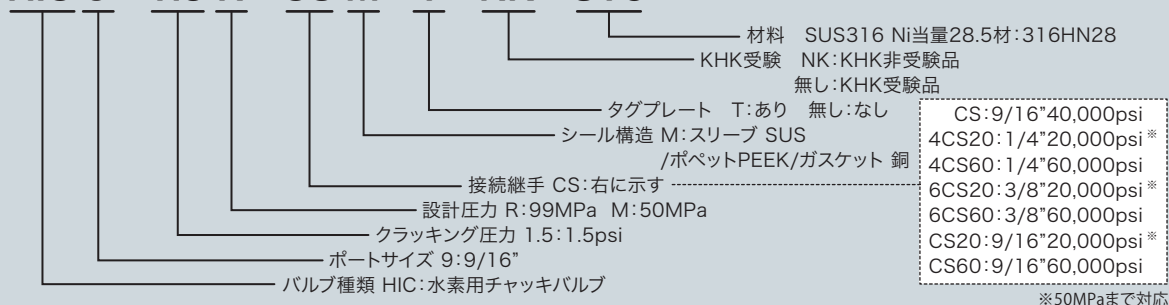 材料 SUS316 Ni当量28.5材:316HN28
KHK受験 NK:KHK非受験品
無し:KHK受験品
タグプレート T:あり 無し:なし
シール構造 M:スリーブ SUS
/ポペットPEEK/ガスケット 銅
接続継手 CS:右に示す
設計圧力 R:99MPa M:50MPa
クラッキング圧力 1.5:1.5psi
ポートサイズ 9:9/16”
バルブ種類 HIC:水素用チャッキバルブ
CS:9/16”40,000psi
4CS20:1/4”20,000psi※
4CS60:1/4”60,000psi
6CS20:3/8”20,000psi※
6CS60:3/8”60,000psi
CS20:9/16”20,000psi※
CS60:9/16”60,000psi
※50MPaまで対応